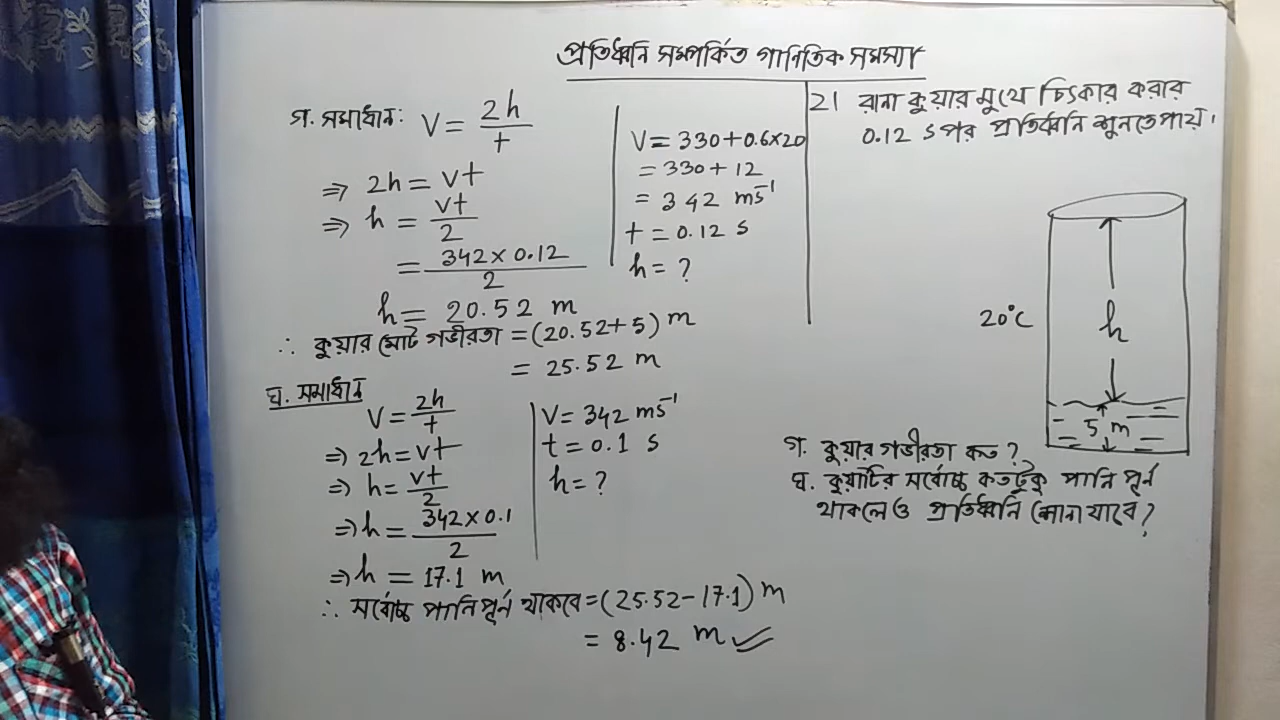 প্রতিধ্বনি সম্পর্কিত গানিতিক সমস্যা
গ. সমাধান: V = 2h/t
⇒ 2h = vt
⇒ h = vt/2
= 342 × 0.12/2
h = 20.52 m
∴ কুয়ার মোট গভীরতা = (20.52 + 5) m
= 25.52 m
V = 330 + 0.6×20
= 330 + 12
= 342 ms⁻¹
t = 0.12 s
h = ?
ঘ. সমাধান
V = 2h/t
⇒ 2h = vt
⇒ h = vt/2
⇒ h = 342 × 0.1/2
⇒ h = 17.1 m
∴ সর্বোচ্চ পানিপূর্ন থাকবে = (25.52 - 17.1) m
= 8.42 m
V = 342 ms⁻¹
t = 0.1 s
h = ?
2। রানা কুয়ার মুখে চিৎকার করার
0.12 s পর প্রতিধ্বনি শুনতে পায়।
20°C
h
5 m
গ. কুয়ার গভীরতা কত?
ঘ. কুয়াটির সর্বোচ্চ কতটুকু পানি পূর্ন
থাকলেও প্রতিধ্বনি শোনা যাবে?